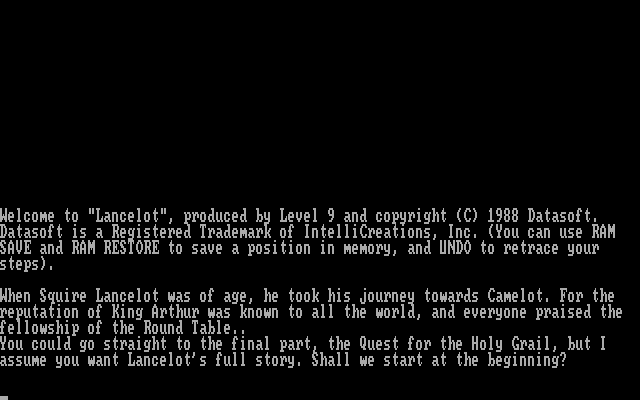 Welcome to "Lancelot", produced by Level 9 and copyright (C) 1988 Datasoft.
Datasoft is a Registered Trademark of IntelliCreations, Inc. (You can use RAM
SAVE and RAM RESTORE to save a position in memory, and UNDO to retrace your
steps).
When Squire Lancelot was of age, he took his journey towards Camelot. For the
reputation of King Arthur was known to all the world, and everyone praised the
fellowship of the Round Table..
You could go straight to the final part, the Quest for the Holy Grail, but I
assume you want Lancelot's full story. Shall we start at the beginning?